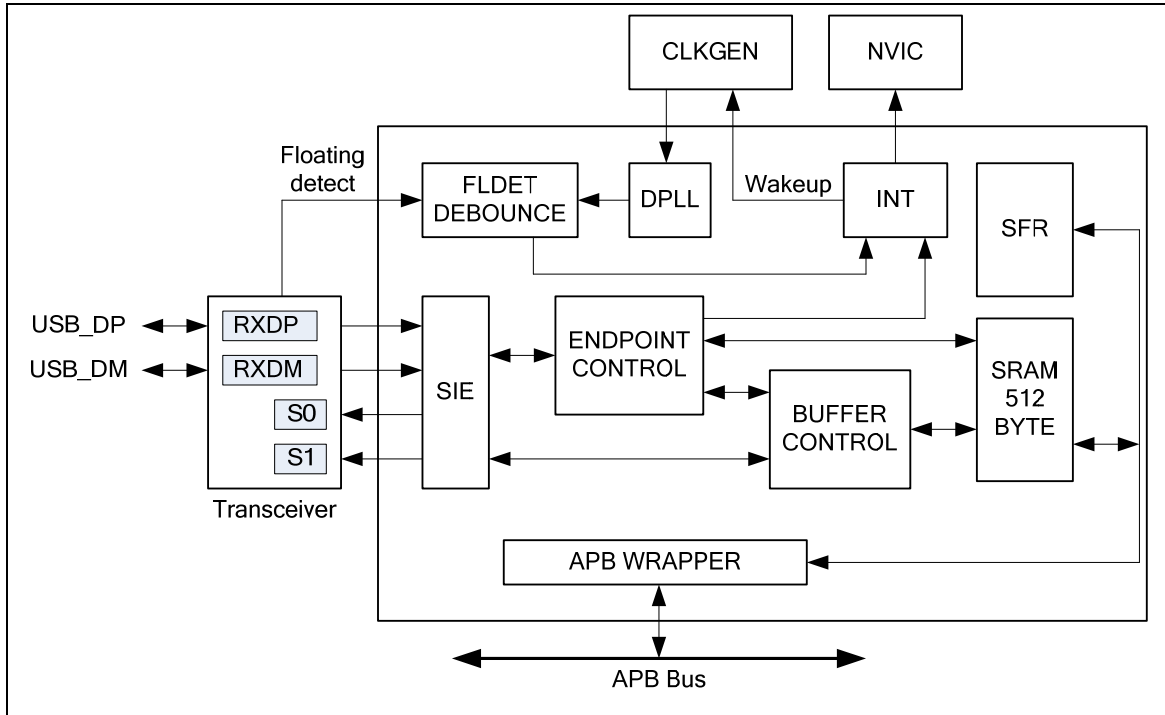 CLKGEN
NVIC
Floating
detect
FLDET
DEBOUNCE
DPLL
Wakeup
INT
SFR
USB_DP
RXDP
USB_DM
RXDM
S0
S1
Transceiver
SIE
ENDPOINT
CONTROL
BUFFER
CONTROL
SRAM
512
BYTE
APB WRAPPER
APB Bus